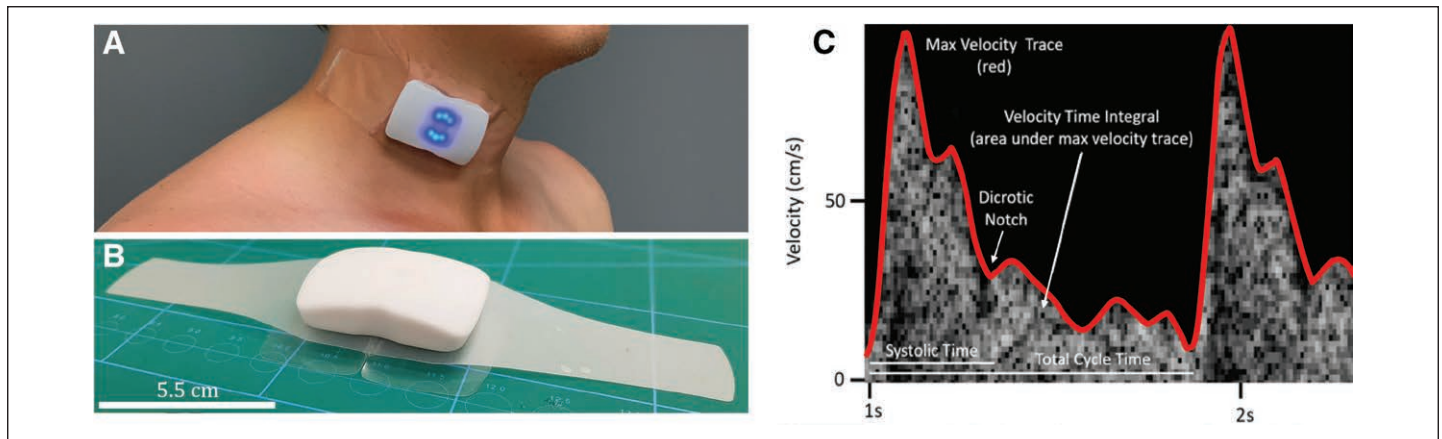 A
B
5.5 cm
C
Max Velocity Trace
(red)
Velocity Time Integral
(area under max velocity trace)
Dicrotic
Notch
Velocity (cm/s)
50
0
Systolic Time
Total Cycle Time
1s
2s